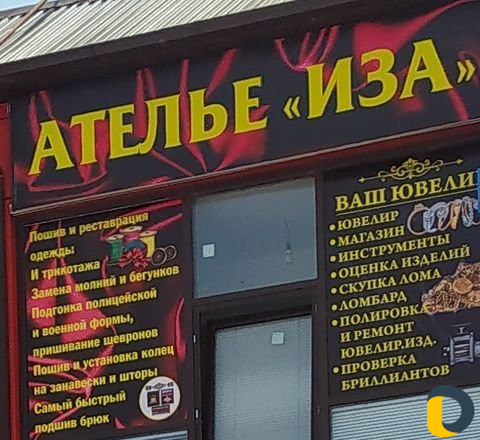 АТЕЛЬЕ «ИЗА»
Пошив и реставрация
одежды:
И трикотажа
Замена молний и бегунков
Подгонка полицейской
и военной формы,
пришивание шевронов
Пошив и установка колец
на занавески и шторы
Самый быстрый
подшив брюк
ВАШ ЮВЕЛИ
• ЮВЕЛИР
• МАГАЗИН
• ИНСТРУМЕНТЫ
• ОЦЕНКА ИЗДЕЛИЙ
• СКУПКА ЛОМА
• ЛОМБАРД
• ПОЛИРОВКА
И РЕМОНТ
ЮВЕЛИР.ИЗД.
• ПРОВЕРКА
БРИЛЛИАНТОВ